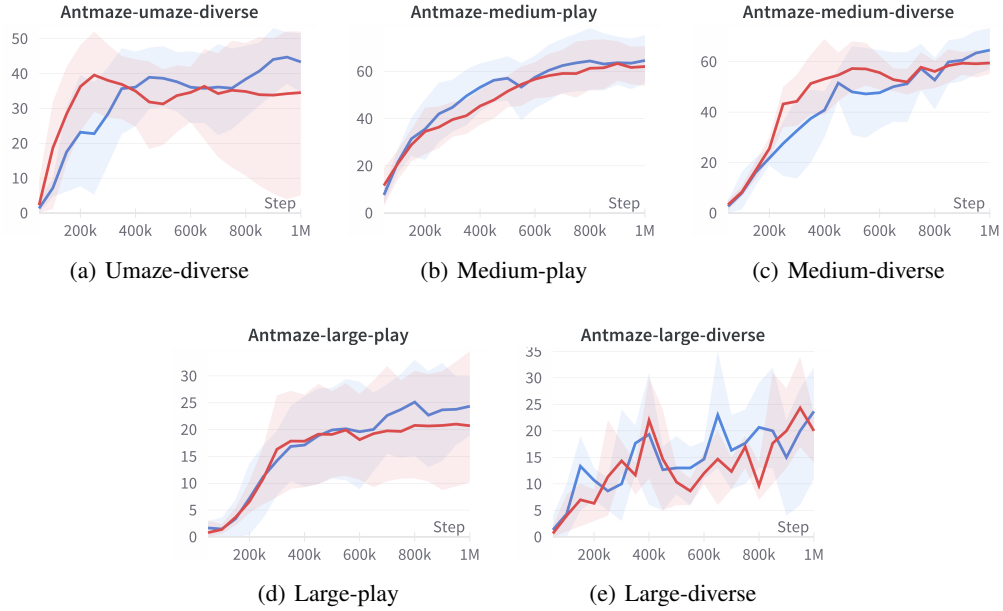 Antmaze-umaze-diverse
50
40
30
20
10
0
Step
200k 400k 600k 800k 1M
(a) Umaze-diverse
Antmaze-medium-play
60
40
20
0
Step
200k 400k 600k 800k 1M
(b) Medium-play
Antmaze-medium-diverse
60
40
20
0
Step
200k 400k 600k 800k 1M
(c) Medium-diverse
Antmaze-large-play
30
25
20
15
10
5
0
Step
200k 400k 600k 800k 1M
(d) Large-play
Antmaze-large-diverse
35
30
25
20
15
10
5
0
Step
200k 400k 600k 800k 1M
(e) Large-diverse